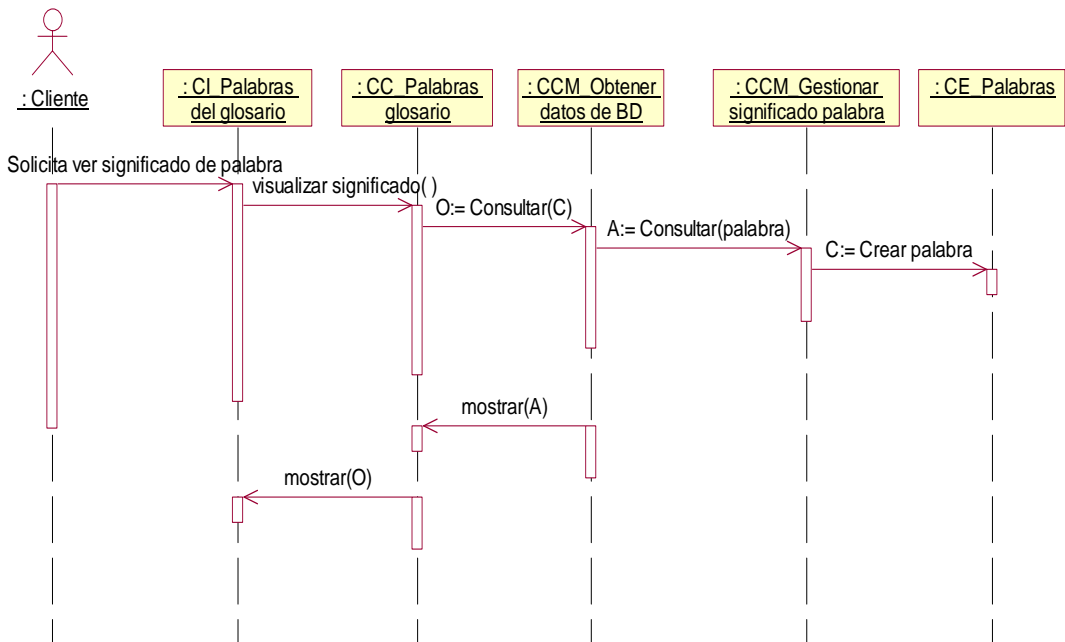 : Cliente
: CI_Palabras
del glosario
: CC_Palabras
glosario
: CCM_Obtener
datos de BD
: CCM_Gestionar
significado palabra
: CE_Palabras
Solicita ver significado de palabra
visualizar significado( )
O:= Consultar(C)
A:= Consultar(palabra)
C:= Crear palabra
mostrar(A)
mostrar(O)